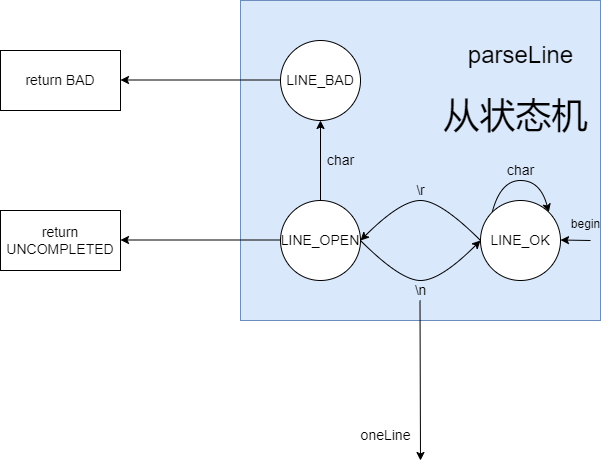 parseLine
return BAD
LINE_BAD
从状态机
char
char
\r
begin
return
UNCOMPLETED
LINE_OPEN
LINE_OK
\n
oneLine